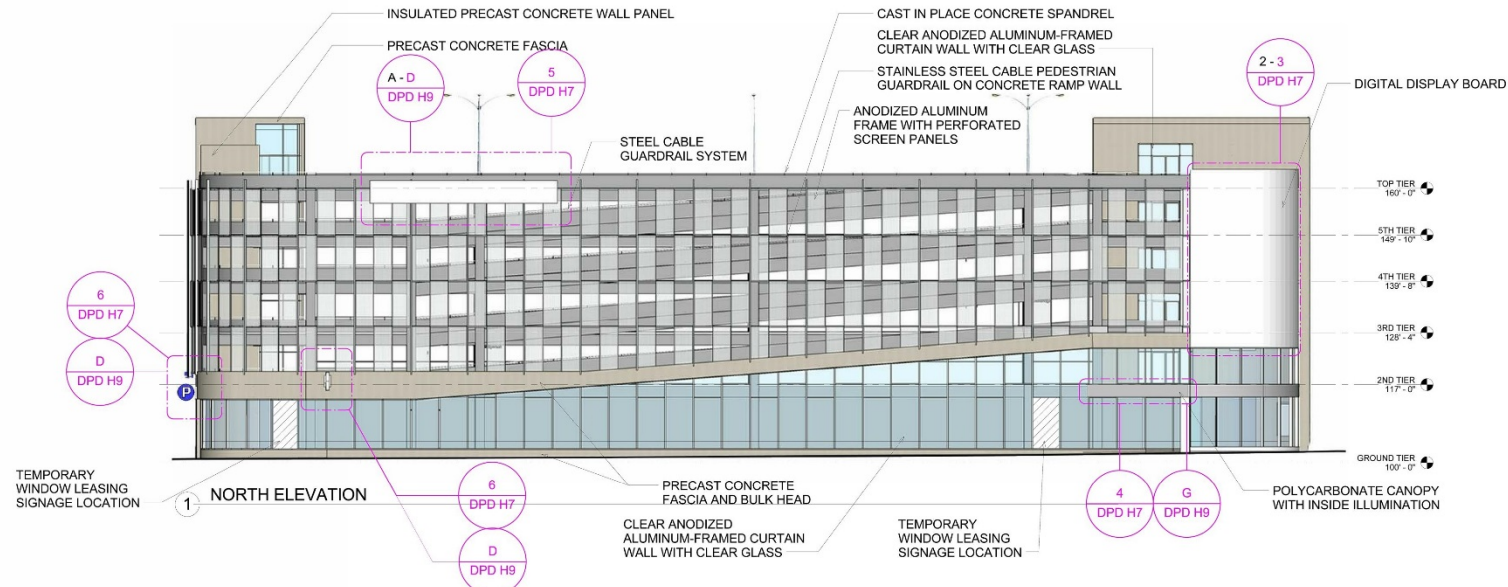 INSULATED PRECAST CONCRETE WALL PANEL
PRECAST CONCRETE FASCIA
A - D
DPD H9
5
DPD H7
STEEL CABLE
GUARDRAIL SYSTEM
CAST IN PLACE CONCRETE SPANDREL
CLEAR ANODIZED ALUMINUM-FRAMED
CURTAIN WALL WITH CLEAR GLASS
STAINLESS STEEL CABLE PEDESTRIAN
GUARDRAIL ON CONCRETE RAMP WALL
ANODIZED ALUMINUM
FRAME WITH PERFORATED
SCREEN PANELS
2 - 3
DPD H7
DIGITAL DISPLAY BOARD
TOP TIER
160' - 0"
5TH TIER
149' - 10"
4TH TIER
139' - 8"
3RD TIER
128' - 4"
2ND TIER
117' - 0"
GROUND TIER
100' - 0"
6
DPD H7
D
DPD H9
P
TEMPORARY
WINDOW LEASING
SIGNAGE LOCATION
1 NORTH ELEVATION
6
DPD H7
D
DPD H9
PRECAST CONCRETE
FASCIA AND BULK HEAD
CLEAR ANODIZED
ALUMINUM-FRAMED CURTAIN
WALL WITH CLEAR GLASS
TEMPORARY
WINDOW LEASING
SIGNAGE LOCATION
4
DPD H7
G
DPD H9
POLYCARBONATE CANOPY
WITH INSIDE ILLUMINATION